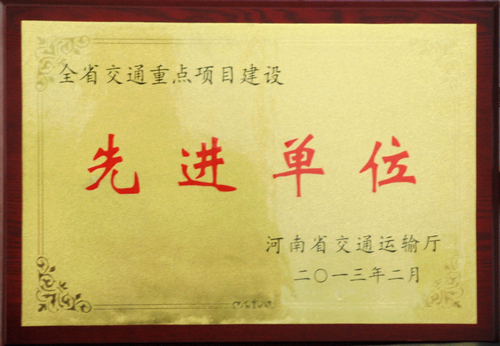 全省交通重点项目建设
先进单位
河南省交通运输厅
二〇一三年二月